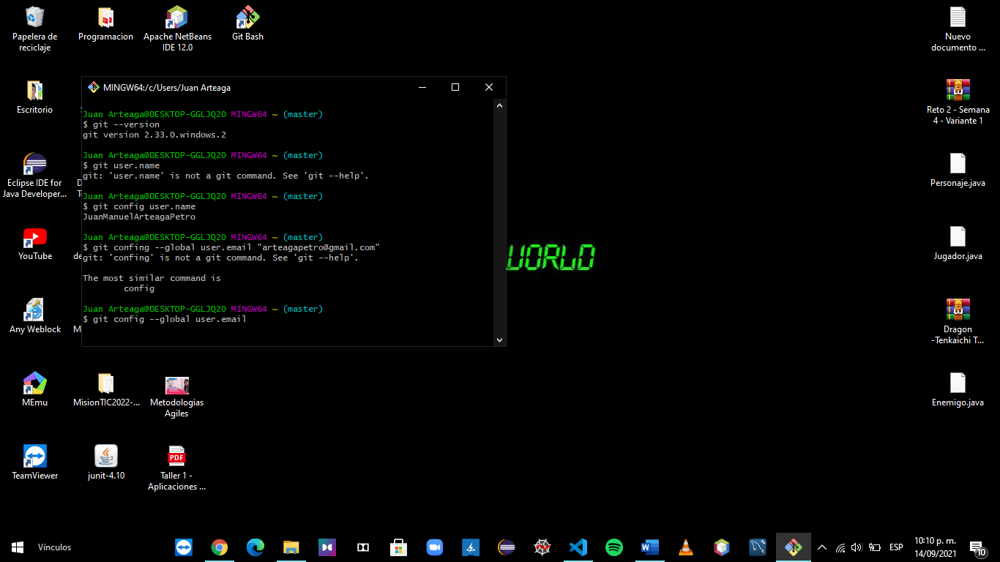 Papelera de
reciclaje
Programacion
Apache NetBeans
IDE 12.0
Git Bash
Nuevo
documento ...
Escritorio
Reto 2 - Semana
4 - Variante 1
Eclipse IDE for
Java Developer...
Personaje.java
YouTube
Jugador.java
Any Weblock
Dragon
-Tenkaichi T...
MEmu
MisionTIC2022-...
Metodologias
Agiles
Enemigo.java
TeamViewer
junit-4.10
PDF
Taller 1 -
Aplicaciones ...
MINGW64:/c/Users/Juan Arteaga
Juan Arteaga@DESKTOP-GGLJQ2O MINGW64 ~ (master)
$ git --version
git version 2.33.0.windows.2
Juan Arteaga@DESKTOP-GGLJQ2O MINGW64 ~ (master)
$ git user.name
git: 'user.name' is not a git command. See 'git --help'.
Juan Arteaga@DESKTOP-GGLJQ2O MINGW64 ~ (master)
$ git config user.name
JuanManuelArteagaPetro
Juan Arteaga@DESKTOP-GGLJQ2O MINGW64 ~ (master)
$ git confing --global user.email "arteagapetro@gmail.com"
git: 'confing' is not a git command. See 'git --help'.
The most similar command is
config
Juan Arteaga@DESKTOP-GGLJQ2O MINGW64 ~ (master)
$ git config --global user.email
WORLD
Vínculos
ESP
10:10 p. m.
14/09/2021
10